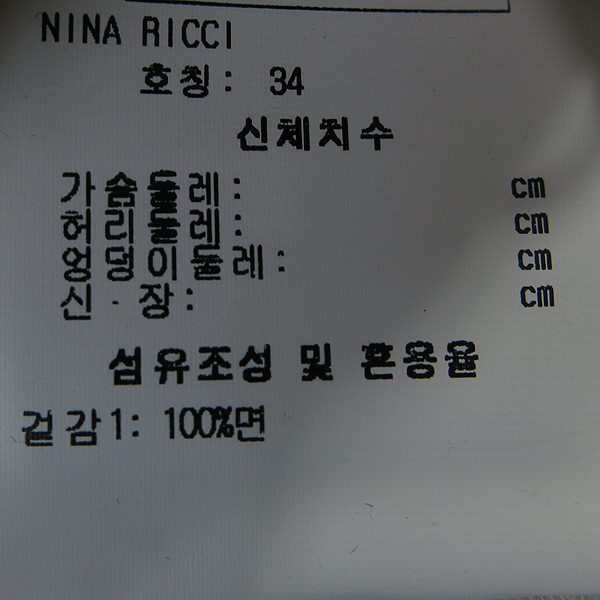 NINA RICCI
호칭: 34
신체치수
가슴둘레: cm
허리둘레: cm
엉덩이둘레: cm
신·장: cm
섬유조성 및 혼용율
겉감1: 100%면